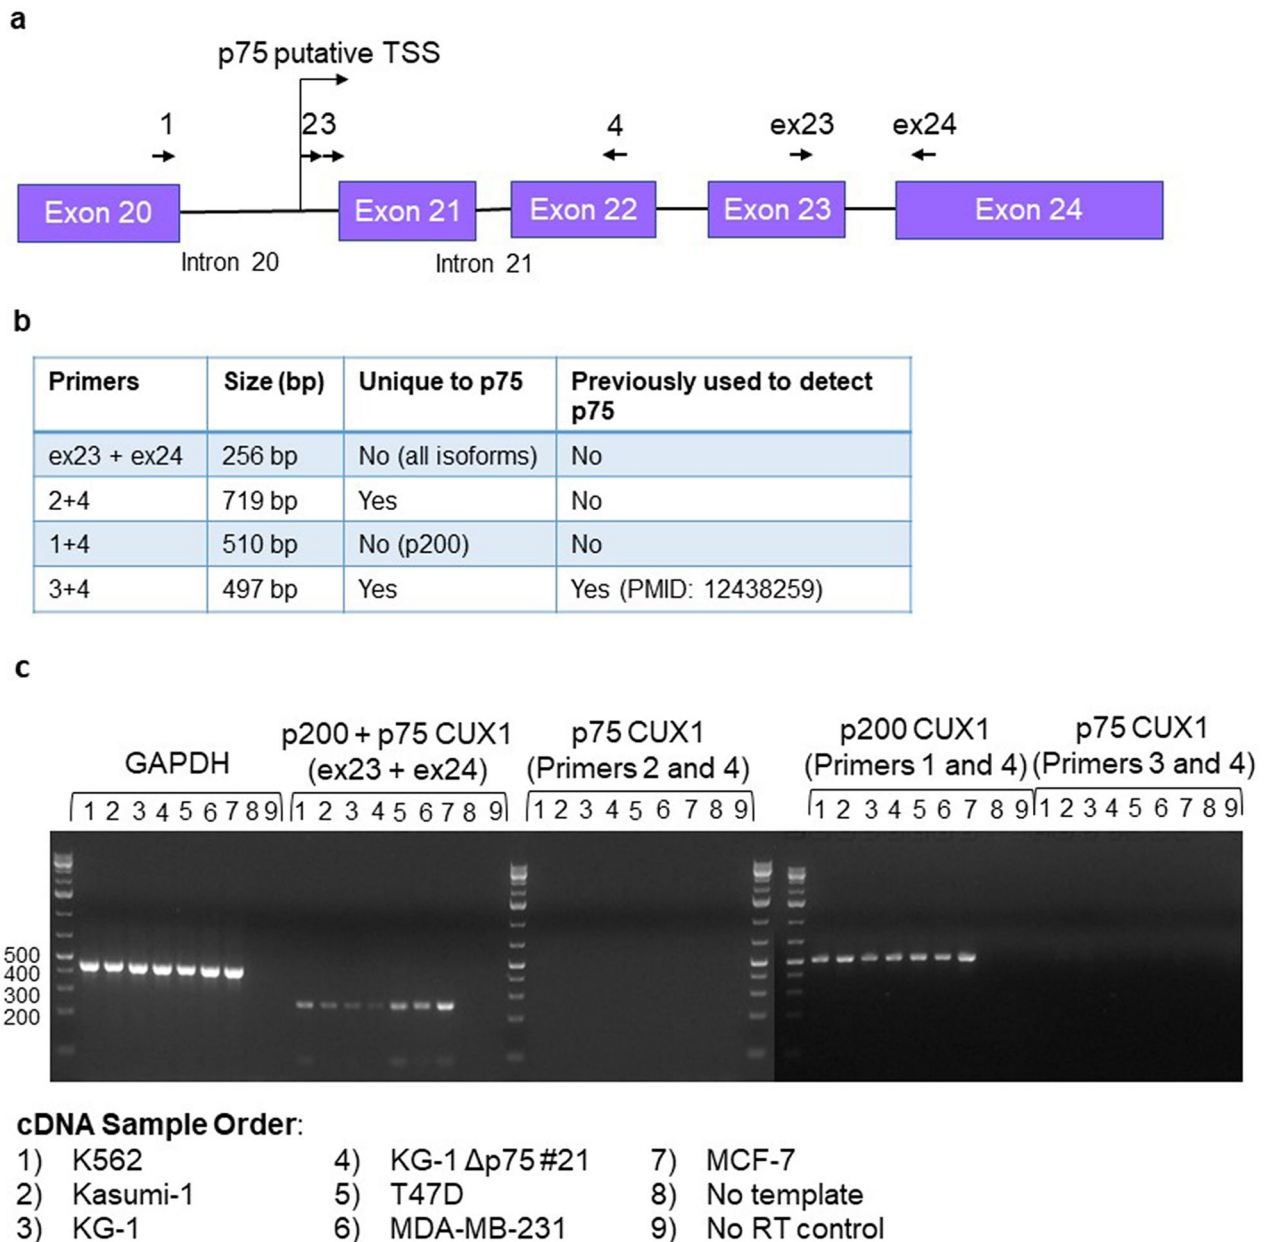 a
p75 putative TSS
1
23
4
ex23
ex24
Exon 20
Exon 21
Exon 22
Exon 23
Exon 24
Intron 20
Intron 21
b
Primers Size (bp) Unique to p75 Previously used to detect
p75
ex23 + ex24 256 bp No (all isoforms) No
2+4 719 bp Yes No
1+4 510 bp No (p200) No
3+4 497 bp Yes Yes (PMID: 12438259)
c
GAPDH
p200 + p75 CUX1
(ex23 + ex24)
p75 CUX1
(Primers 2 and 4)
p200 CUX1
(Primers 1 and 4)
p75 CUX1
(Primers 3 and 4)
1 2 3 4 5 6 7 8 9
1 2 3 4 5 6 7 8 9
1 2 3 4 5 6 7 8 9
1 2 3 4 5 6 7 8 9
1 2 3 4 5 6 7 8 9
500
400
300
200
cDNA Sample Order:
1) K562
2) Kasumi-1
3) KG-1
4) KG-1 Δp75 #21
5) T47D
6) MDA-MB-231
7) MCF-7
8) No template
9) No RT control